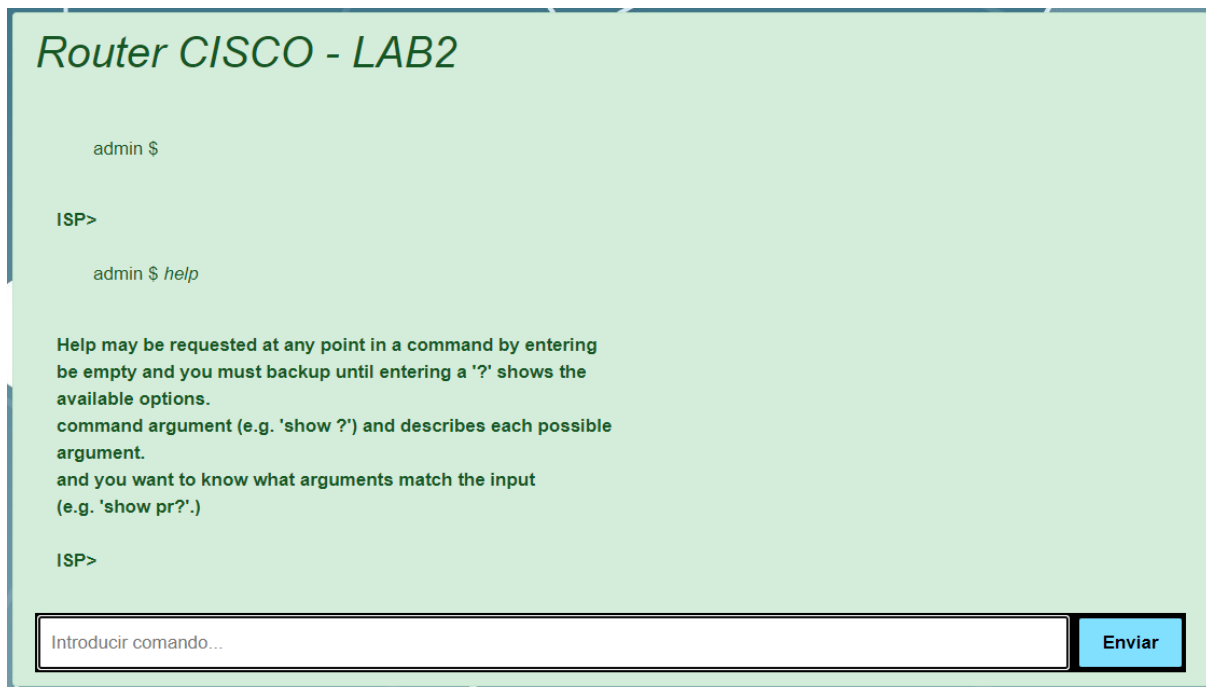 Router CISCO - LAB2
admin $
ISP>
admin $ help
Help may be requested at any point in a command by entering
be empty and you must backup until entering a '?' shows the
available options.
command argument (e.g. 'show ?') and describes each possible
argument.
and you want to know what arguments match the input
(e.g. 'show pr?'.)
ISP>
Introducir comando...
Enviar